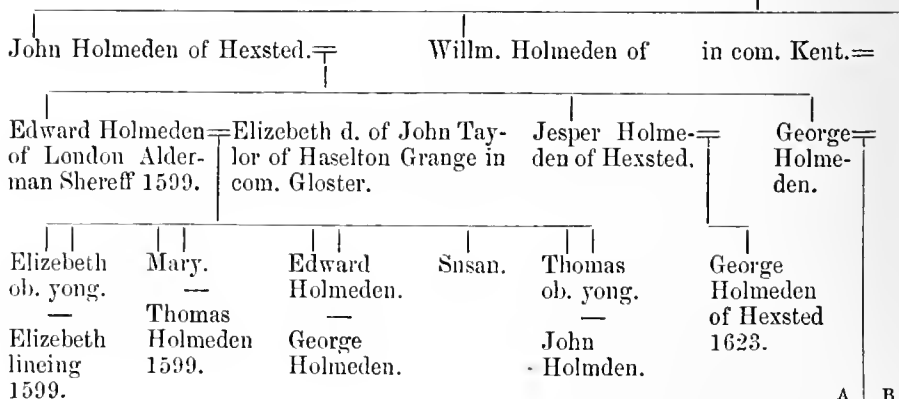 John Holmeden of Hexsted.
Willm. Holmeden of in com. Kent.
Edward Holmeden
of London Alder-
man Shereff 1599.
Elizebeth d. of John Tay-
lor of Haselton Grange in
com. Gloster.
Jesper Holme-
den of Hexsted.
George
Holme-
den.
Elizebeth
ob. yong.
—
Elizebeth
lineing
1599.
Mary.
—
Thomas
Holmeden
1599.
Edward
Holmeden.
—
George
Holmeden.
Susan.
Thomas
ob. yong.
—
John
Holmden.
George
Holmeden
of Hexsted
1623.
A B